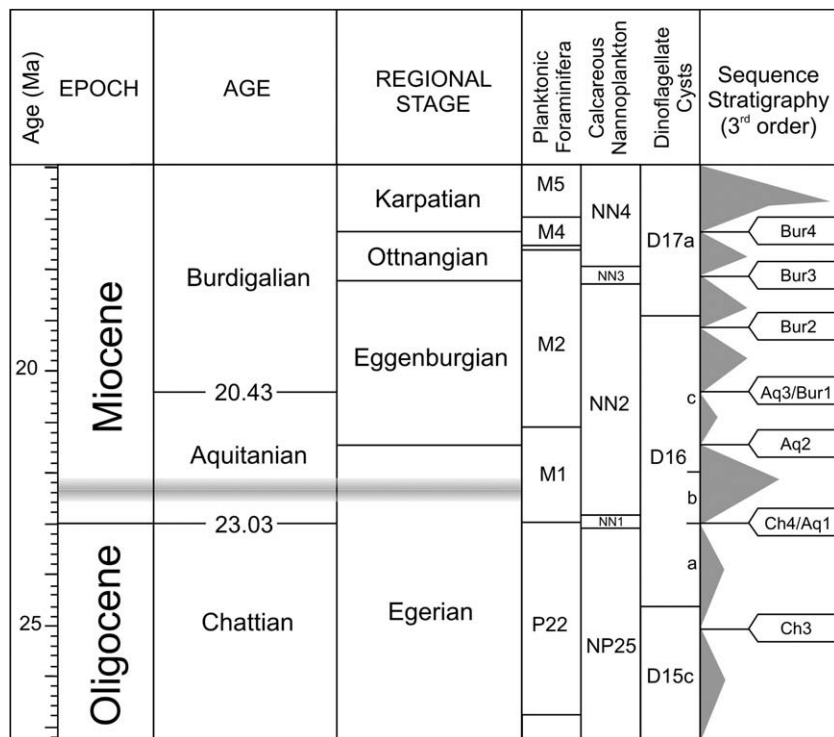 Age (Ma)
EPOCH
AGE
REGIONAL
STAGE
Planktonic
Foraminifera
Calcareous
Nannoplankton
Dinoflagellate
Cysts
Sequence
Stratigraphy
(3rd order)
20
25
Miocene
Oligocene
Burdigalian
20.43
Aquitanian
23.03
Chattian
Karpatian
Ottnangian
Eggenburgian
Egerian
M5
M4
M2
M1
P22
NN4
NN3
NN2
NN1
NP25
D17a
c
D16
b
a
D15c
Bur4
Bur3
Bur2
Aq3/Bur1
Aq2
Ch4/Aq1
Ch3